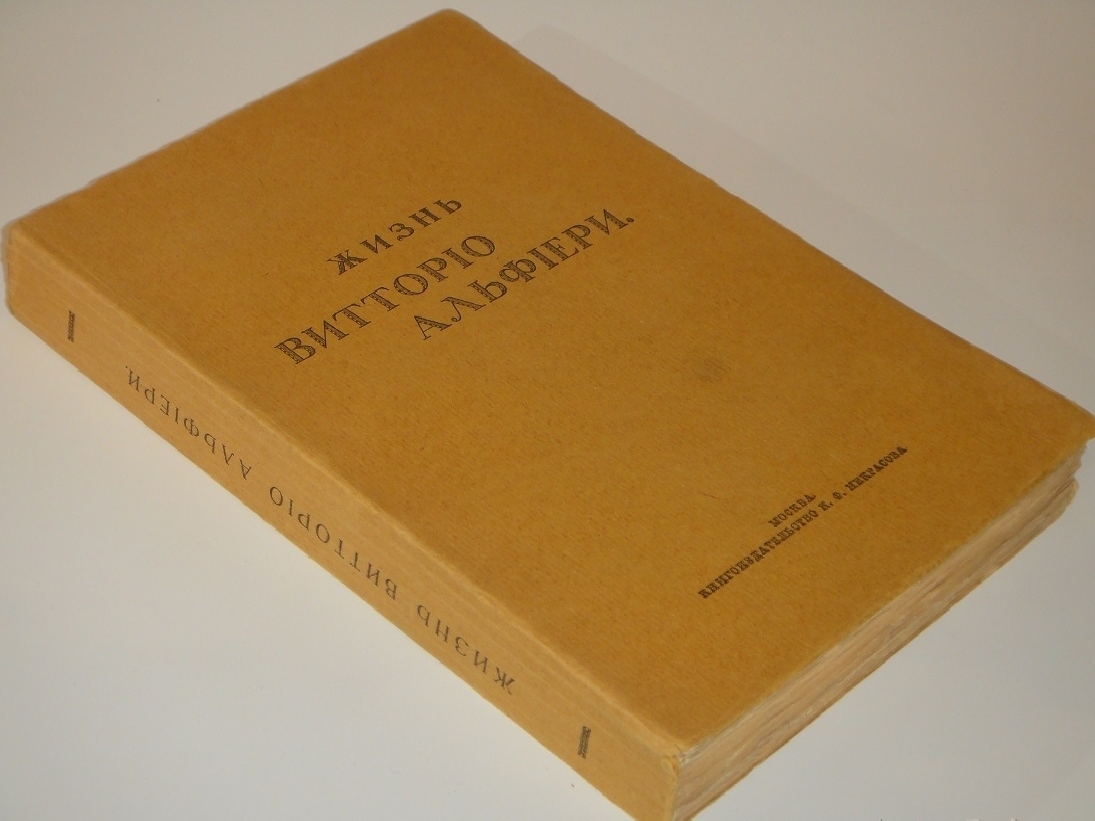 ЖИЗНЬ
ВИТТОРІО
АЛЬФІЕРИ.
МОСКВА
КНИГОИЗДАТЕЛЬСТВО К. Ф. НЕКРАСОВА
ЖИЗНЬ ВИТТОРІО АЛЬФІЕРИ.